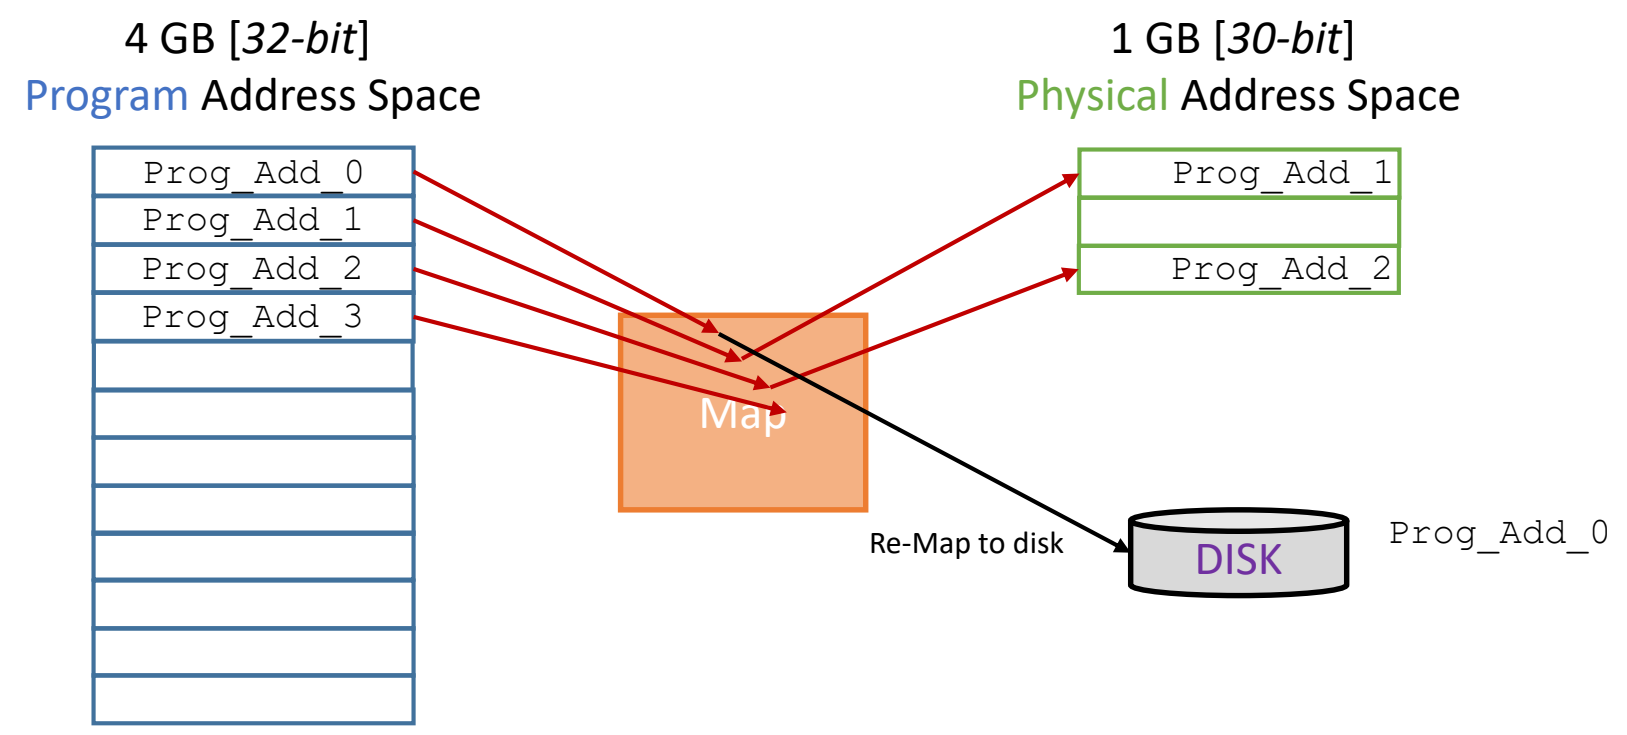 4 GB [32-bit]
Program Address Space
1 GB [30-bit]
Physical Address Space
Prog_Add_0
Prog_Add_1
Prog_Add_2
Prog_Add_3
Map
Prog_Add_1
Prog_Add_2
Re-Map to disk
DISK
Prog_Add_0